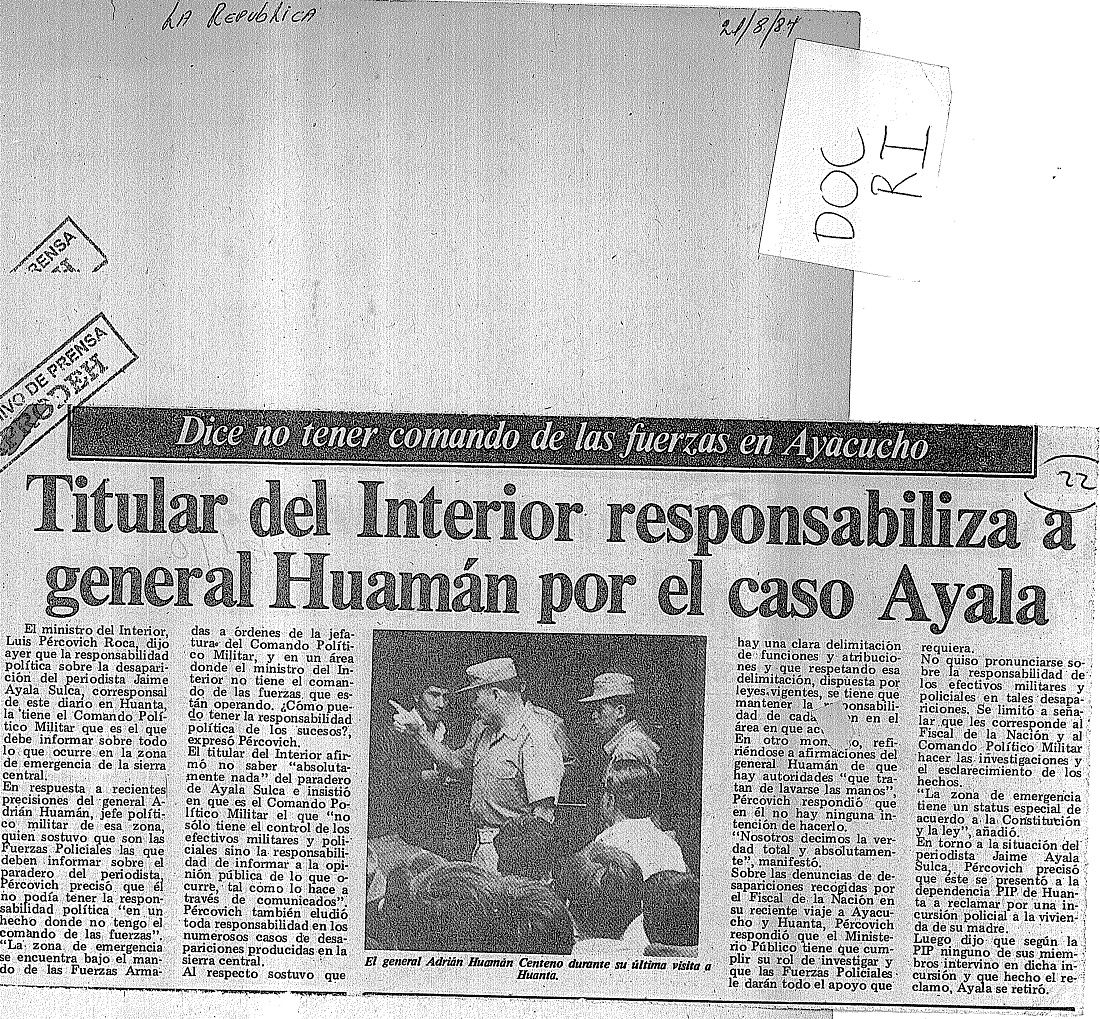 LA REPUBLICA
21/8/84
DOC
RI
RENSA
DE PRENSA
Dice no tener comando de las fuerzas en Ayacucho
22
Titular del Interior responsabiliza a
general Huamán por el caso Ayala
El ministro del Interior,
Luis Pércovich Roca, dijo
ayer que la responsabilidad
política sobre la desapari-
ción del periodista Jaime
Ayala Sulca, corresponsal
de este diario en Huanta,
la tiene el Comando Polí-
tico Militar que es el que
debe informar sobre todo
lo que ocurre en la zona
de emergencia de la sierra
central.
En respuesta a recientes
precisiones del general A-
drián Huamán, jefe políti-
co militar de esa zona,
quien sostuvo que son las
Fuerzas Policiales las que
deben informar sobre el
paradero del periodista,
Pércovich precisó que él
no podía tener la respon-
sabilidad política "en un
hecho donde no tengo el
comando de las fuerzas".
"La zona de emergencia
se encuentra bajo el man-
do de las Fuerzas Arma-
das a órdenes de la jefa-
tura del Comando Políti-
co Militar, y en un área
donde el ministro del In-
terior no tiene el coman-
do de las fuerzas que es-
tán operando. ¿Cómo pue-
do tener la responsabilidad
política de los sucesos?,
expresó Pércovich.
El titular del Interior afir-
mó no saber "absoluta-
mente nada" del paradero
de Ayala Sulca e insistió
en que es el Comando Po-
lítico Militar el que "no
sólo tiene el control de los
efectivos militares y poli-
ciales sino la responsabili-
dad de informar a la opi-
nión pública de lo que o-
curre, tal como lo hace a
través de comunicados".
Pércovich también eludió
toda responsabilidad en los
numerosos casos de desa-
pariciones producidas en la
sierra central.
Al respecto sostuvo que
El general Adrián Huamán Centeno durante su última visita a
Huanta.
hay una clara delimitación
de funciones y atribucio-
nes y que respetando esa
delimitación, dispuesta por
leyes vigentes, se tiene que
mantener la ponsabili-
dad de cada en el
área en que ac
En otro mon o, refi-
riéndose a afirmaciones del
general Huamán de que
hay autoridades "que tra-
tan de lavarse las manos",
Pércovich respondió que
en él no hay ninguna in-
tención de hacerlo.
"Nosotros decimos la ver-
dad total y absolutamen-
te", manifestó.
Sobre las denuncias de de-
sapariciones recogidas por
el Fiscal de la Nación en
su reciente viaje a Ayacu-
cho y Huanta, Pércovich
respondió que el Ministe-
rio Público tiene que cum-
plir su rol de investigar y
que las Fuerzas Policiales
le darán todo el apoyo que
requiera.
No quiso pronunciarse so-
bre la responsabilidad de
los efectivos militares y
policiales en tales desapa-
riciones. Se limitó a seña-
lar que les corresponde al
Fiscal de la Nación y al
Comando Político Militar
hacer las investigaciones y
el esclarecimiento de los
hechos.
"La zona de emergencia
tiene un status especial de
acuerdo a la Constitución
y la ley", añadió.
En torno a la situación del
periodista Jaime Ayala
Sulca, Pércovich precisó
que éste se presentó a la
dependencia PIP de Huan-
ta a reclamar por una in-
cursión policial a la vivien-
da de su madre.
Luego dijo que según la
PIP ninguno de sus miem-
bros intervino en dicha in-
cursión y que hecho el re-
clamo, Ayala se retiró.